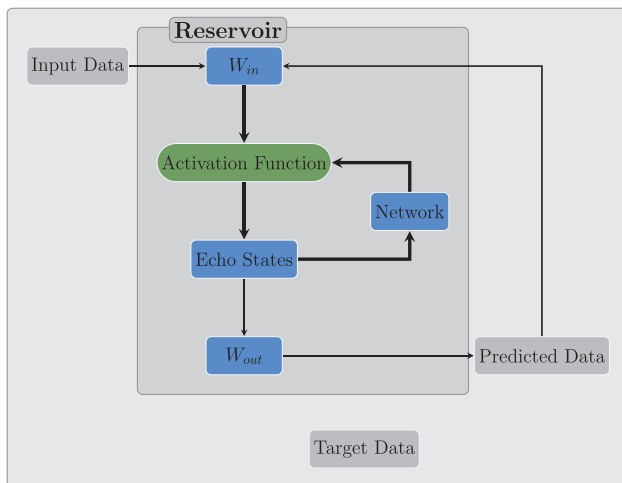 Reservoir
Input Data
W_in
Activation Function
Network
Echo States
W_out
Predicted Data
Target Data